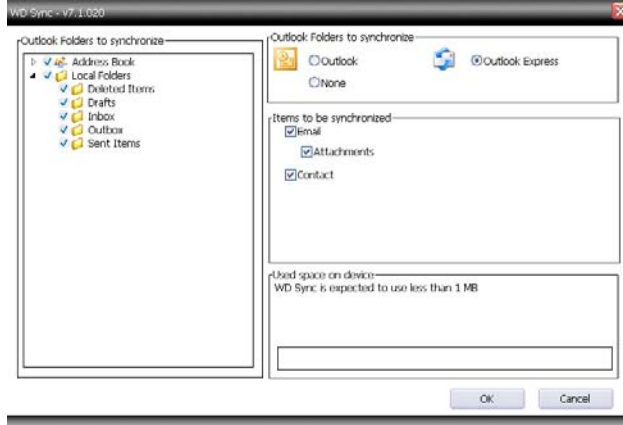 WD Sync - v7.1.020
Outlook Folders to synchronize
Address Book
Local Folders
Deleted Items
Drafts
Inbox
Outbox
Sent Items
Outlook Folders to synchronize
Outlook
Outlook Express
None
Items to be synchronized
Email
Attachments
Contact
Used space on device
WD Sync is expected to use less than 1 MB
OK
Cancel